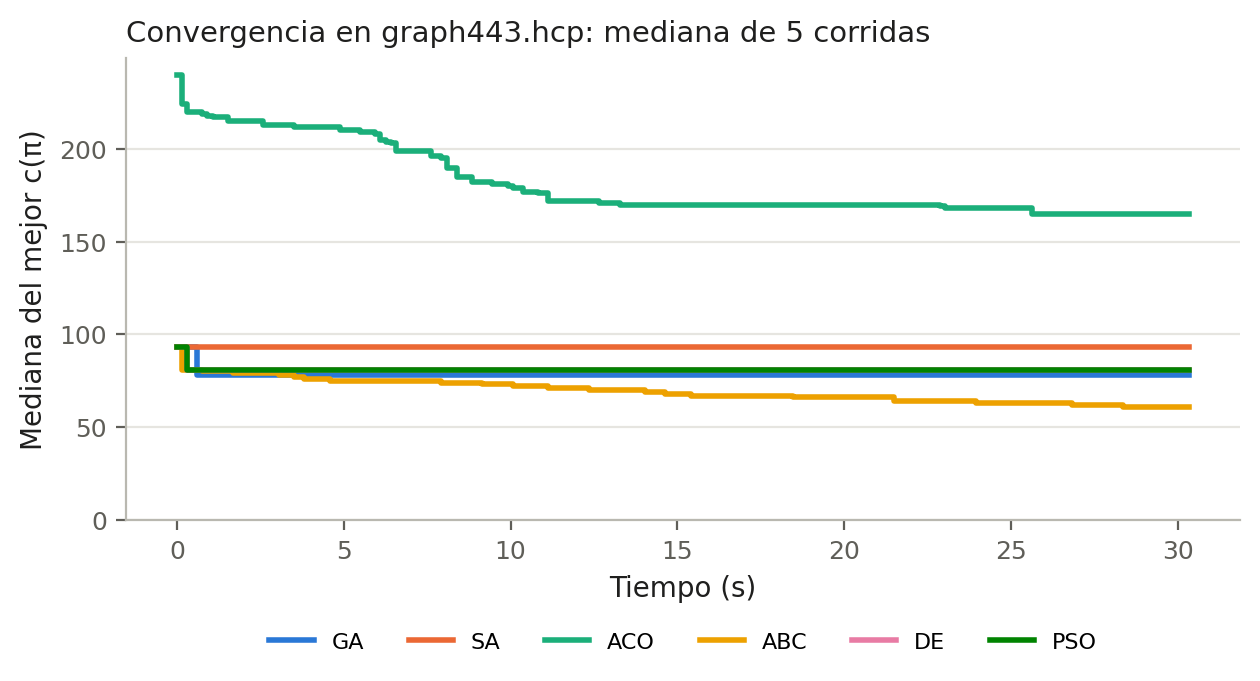 Convergencia en graph443.hcp: mediana de 5 corridas
Mediana del mejor c(π)
200
150
100
50
0
0 5 10 15 20 25 30
Tiempo (s)
GA SA ACO ABC DE PSO